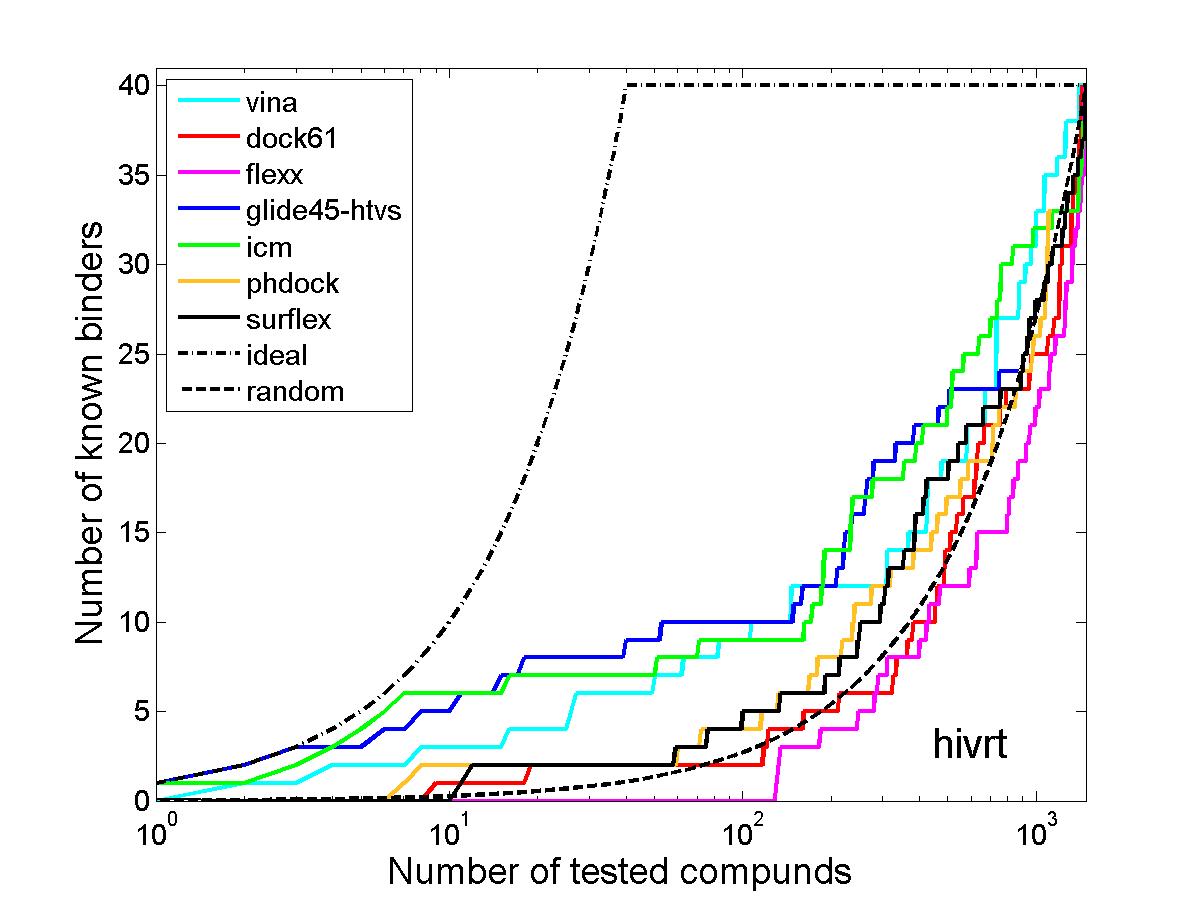 40
35
30
25
20
15
10
5
0
Number of known binders
vina
dock61
flexx
glide45-htvs
icm
phdock
surflex
ideal
random
hivrt
10^0 10^1 10^2 10^3
Number of tested compunds